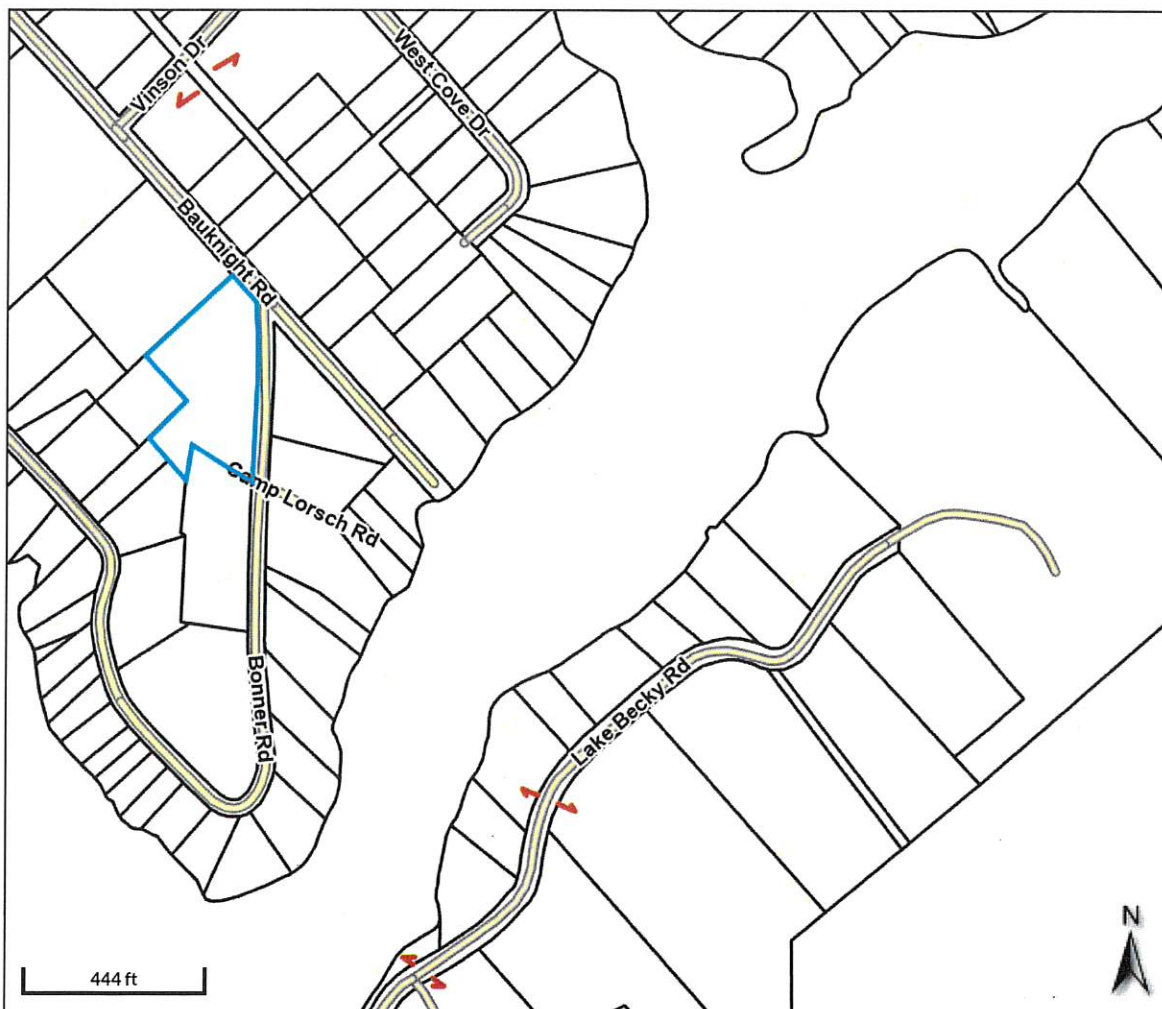 Vinson Dr
West Cove Dr
Bauknight Rd
Camp Lorsch Rd
Bonner Rd
Lake Becky Rd
444 ft
N